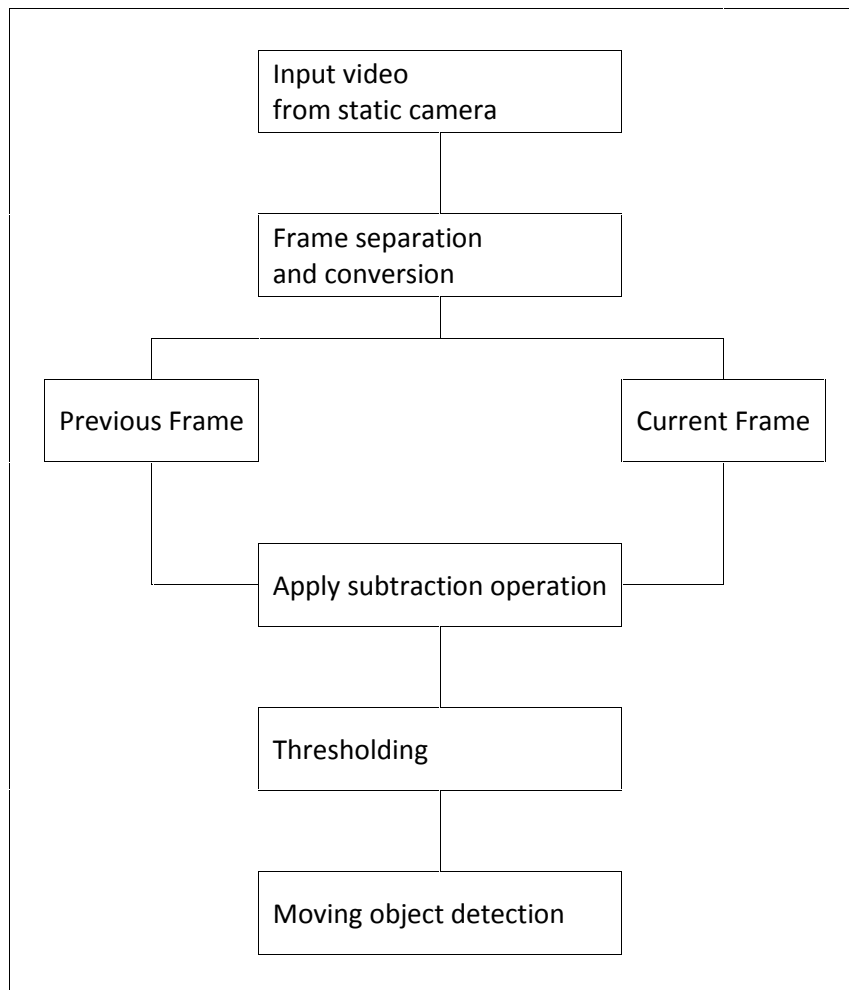 Input video
from static camera
Frame separation
and conversion
Previous Frame
Current Frame
Apply subtraction operation
Thresholding
Moving object detection